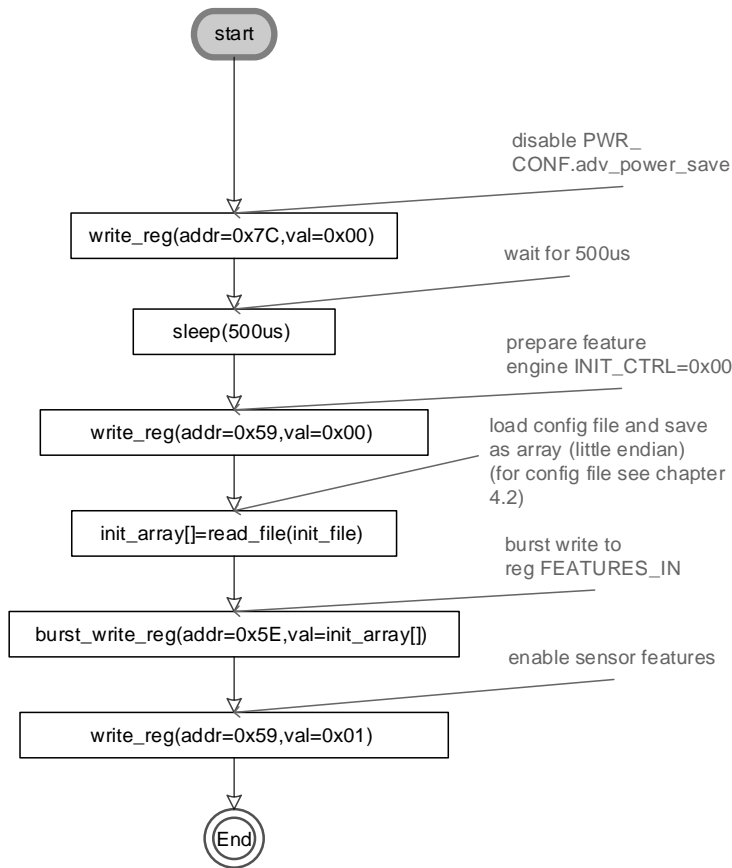 start
disable PWR_
CONF.adv_power_save
write_reg(addr=0x7C,val=0x00)
wait for 500us
sleep(500us)
prepare feature
engine INIT_CTRL=0x00
write_reg(addr=0x59,val=0x00)
load config file and save
as array (little endian)
(for config file see chapter
4.2)
init_array[]=read_file(init_file)
burst write to
reg FEATURES_IN
burst_write_reg(addr=0x5E,val=init_array[])
enable sensor features
write_reg(addr=0x59,val=0x01)
End